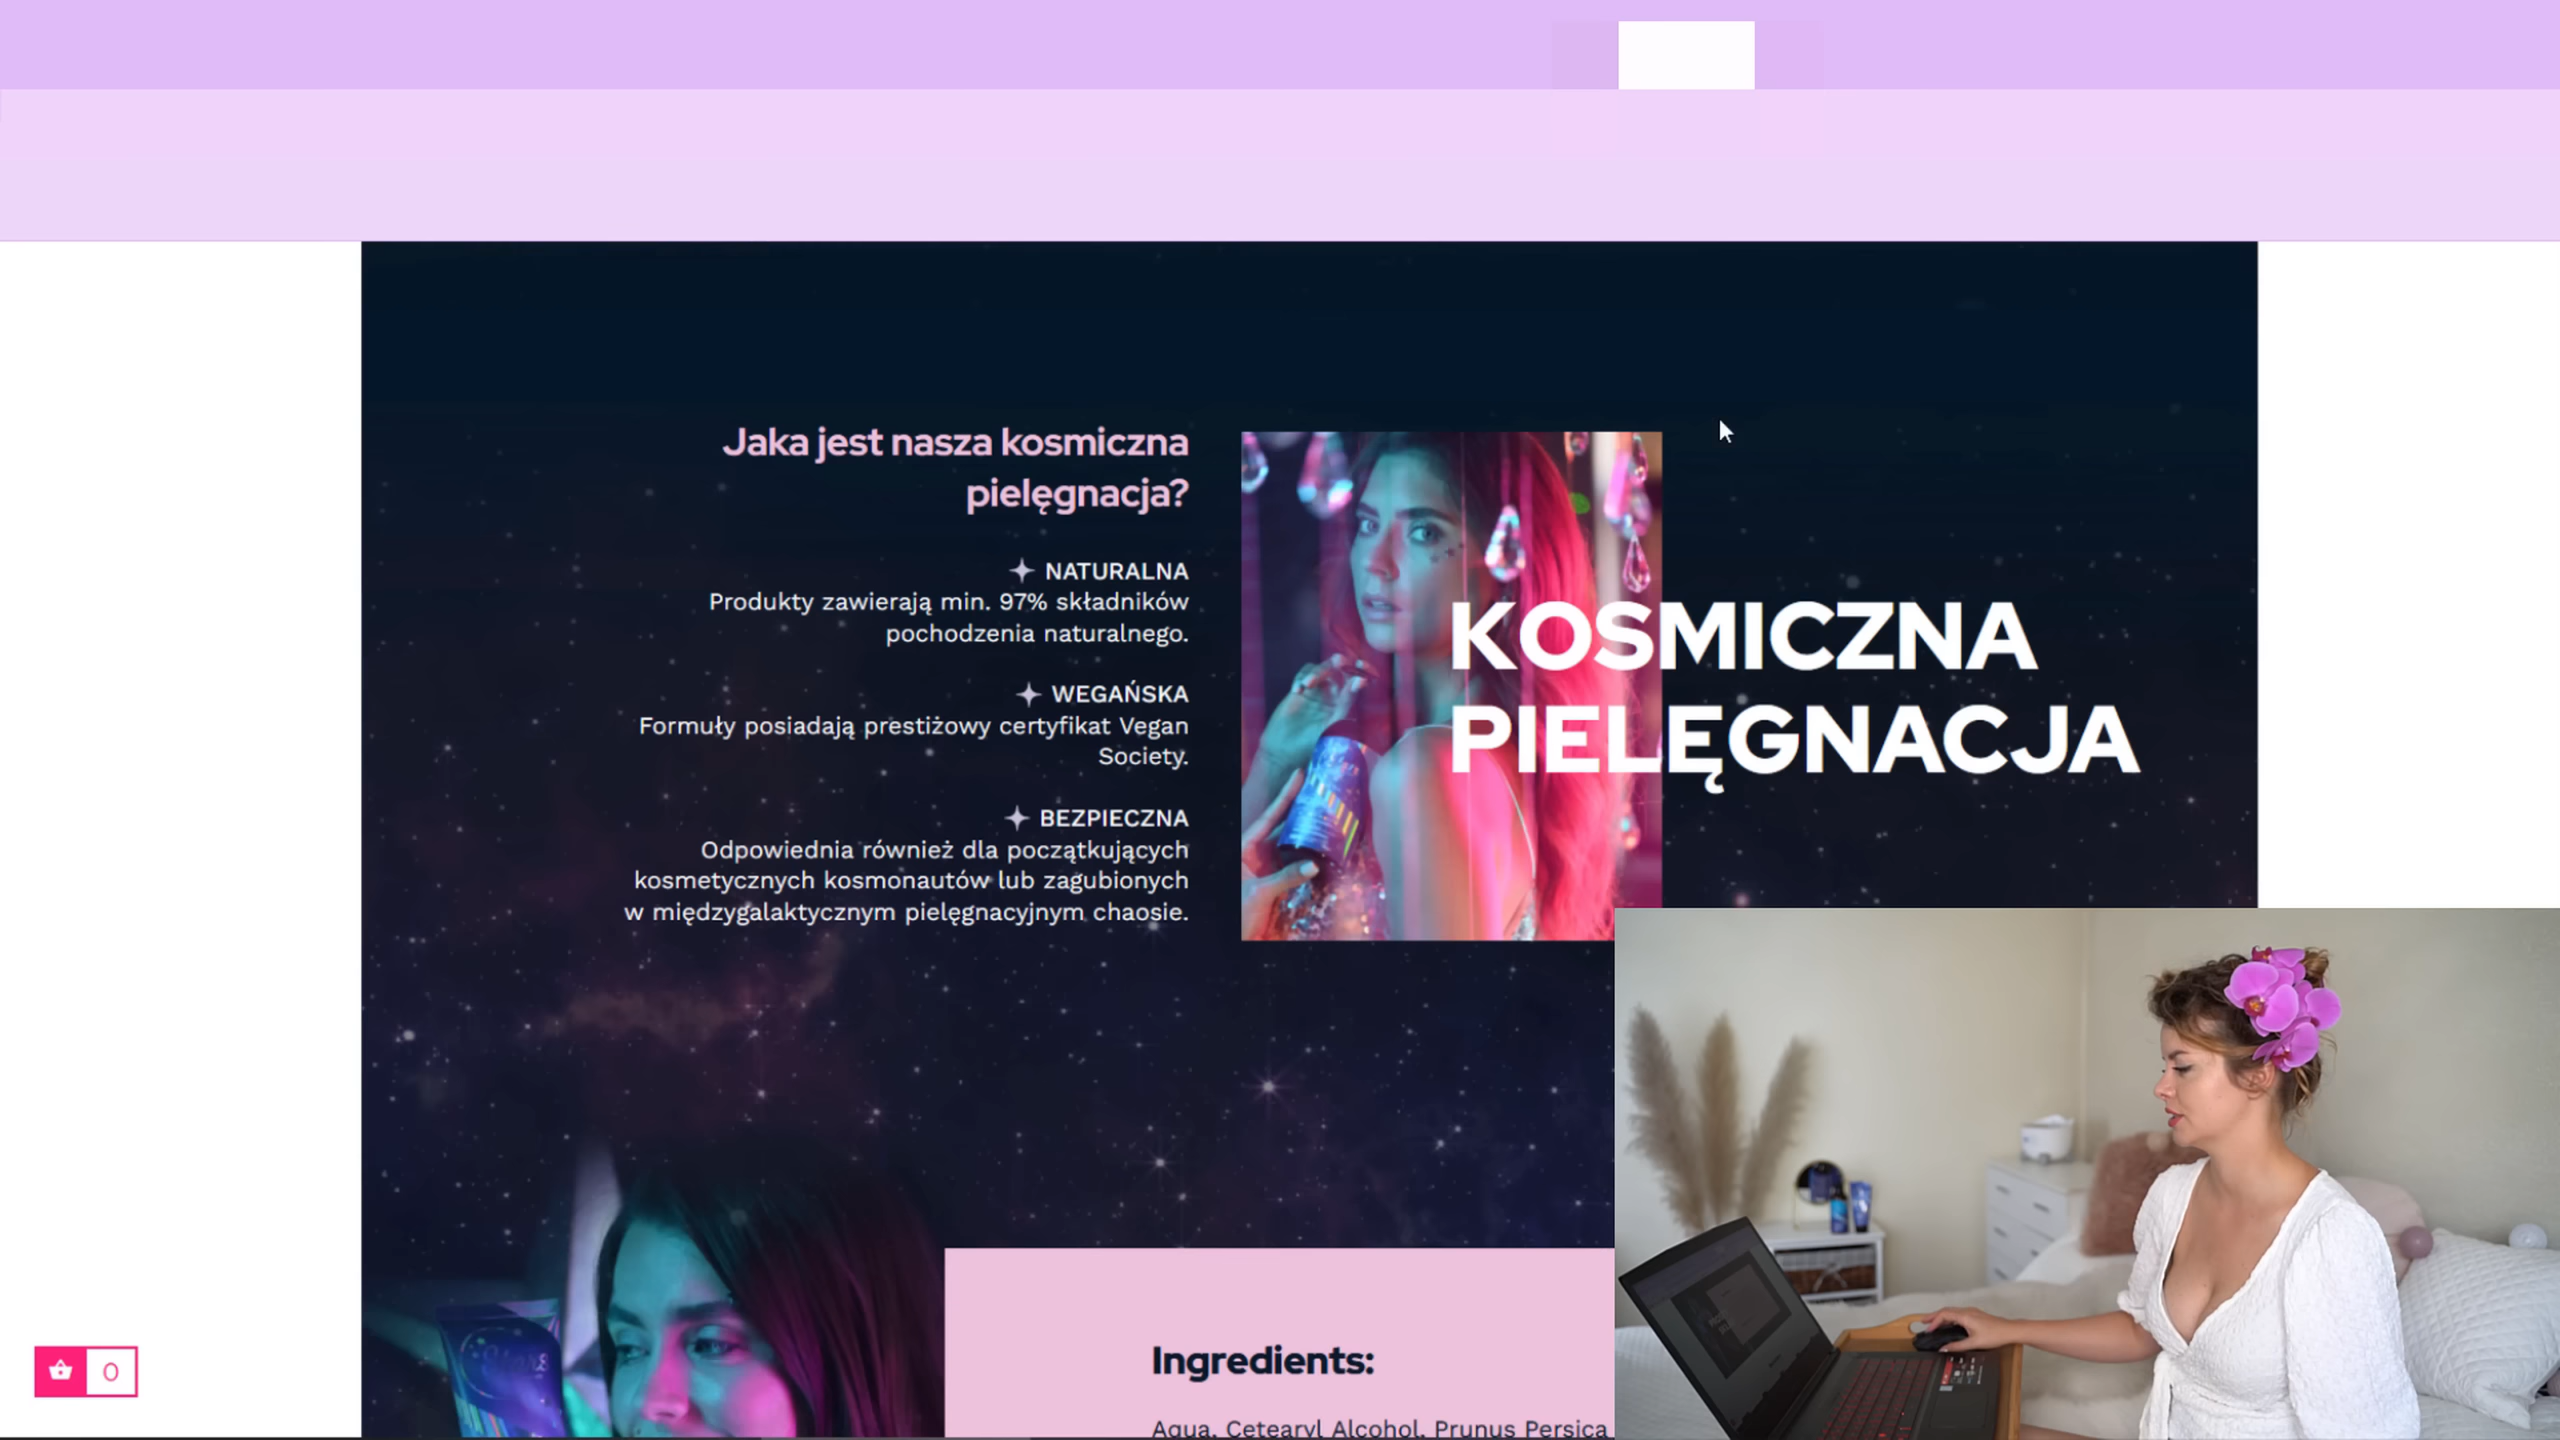 Jaka jest nasza kosmiczna
pielęgnacja?
NATURALNA
Produkty zawierają min. 97% składników
pochodzenia naturalnego.
WEGAŃSKA
Formuły posiadają prestiżowy certyfikat Vegan
Society.
BEZPIECZNA
Odpowiednia również dla początkujących
kosmetycznych kosmonautów lub zagubionych
w międzygalaktycznym pielęgnacyjnym chaosie.
KOSMICZNA
PIELĘGNACJA
Ingredients:
Aqua, Cetearyl Alcohol, Prunus Persica
0